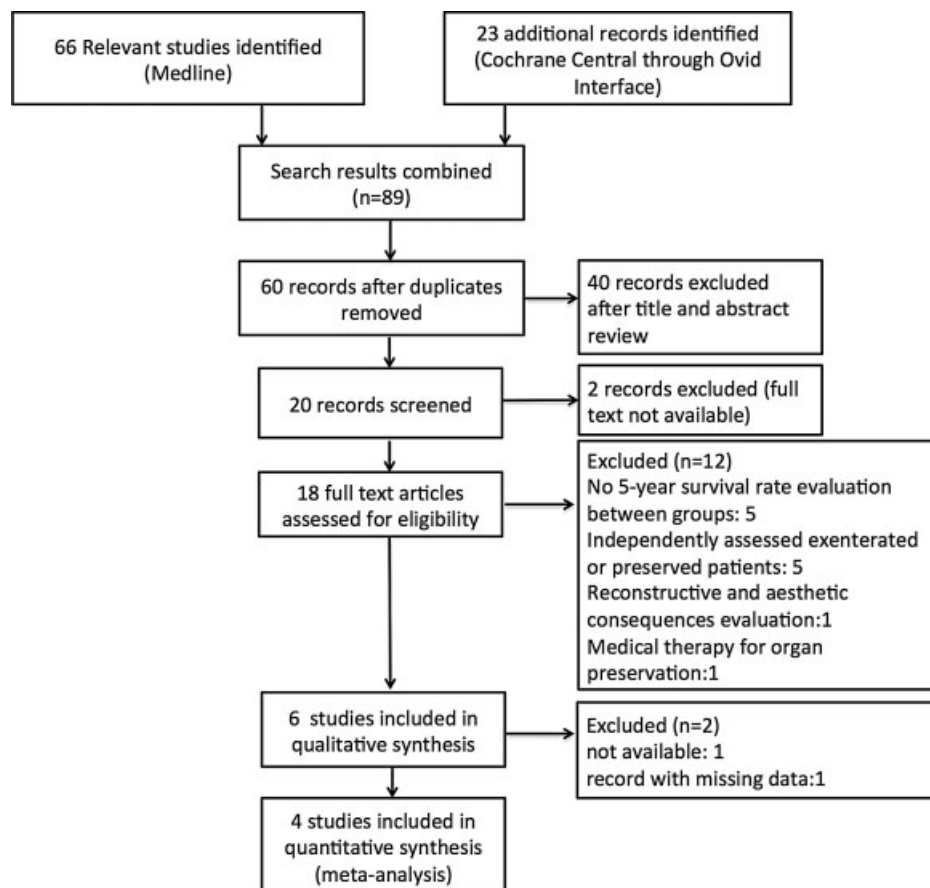 66 Relevant studies identified
(Medline)
23 additional records identified
(Cochrane Central through Ovid
Interface)
Search results combined
(n=89)
60 records after duplicates
removed
40 records excluded
after title and abstract
review
20 records screened
2 records excluded (full
text not available)
18 full text articles
assessed for eligibility
Excluded (n=12)
No 5-year survival rate evaluation
between groups: 5
Independently assessed exenterated
or preserved patients: 5
Reconstructive and aesthetic
consequences evaluation:1
Medical therapy for organ
preservation:1
6 studies included in
qualitative synthesis
Excluded (n=2)
not available: 1
record with missing data:1
4 studies included in
quantitative synthesis
(meta-analysis)